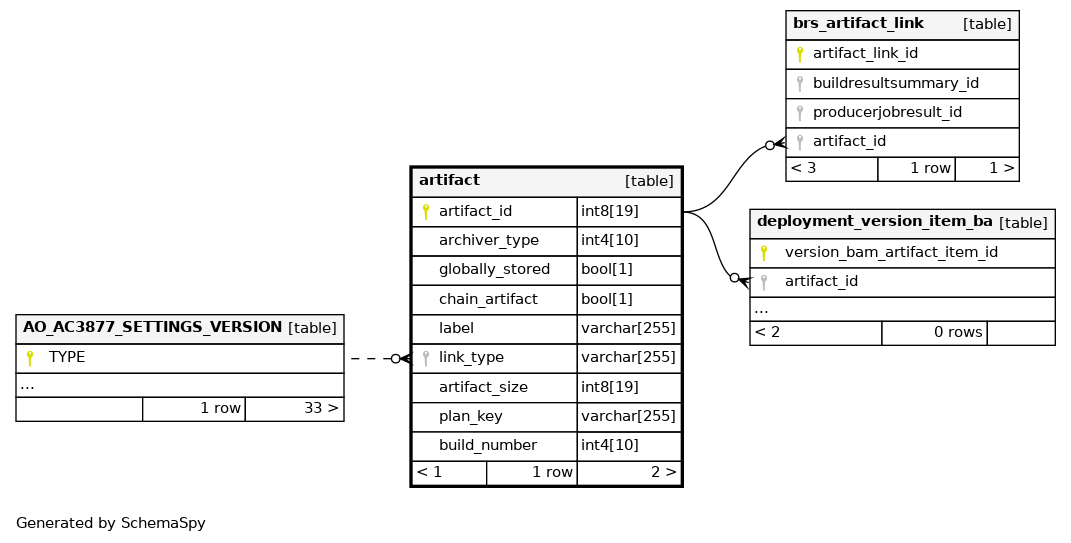 brs_artifact_link [table]
artifact_link_id
buildresultsummary_id
producerjobresult_id
artifact_id
< 3 1 row 1 >
artifact [table]
artifact_id int8[19]
archiver_type int4[10]
globally_stored bool[1]
chain_artifact bool[1]
label varchar[255]
link_type varchar[255]
artifact_size int8[19]
plan_key varchar[255]
build_number int4[10]
< 1 1 row 2 >
deployment_version_item_ba [table]
version_bam_artifact_item_id
artifact_id
...
< 2 0 rows
AO_AC3877_SETTINGS_VERSION [table]
TYPE
...
1 row 33 >
Generated by SchemaSpy